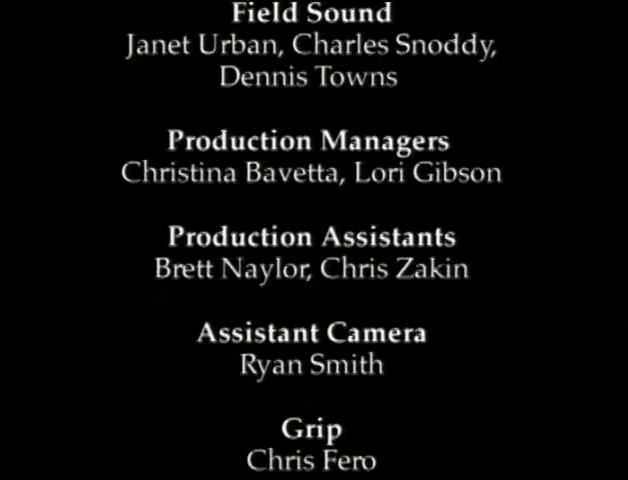 Field Sound
Janet Urban, Charles Snoddy,
Dennis Towns
Production Managers
Christina Bavetta, Lori Gibson
Production Assistants
Brett Naylor, Chris Zakin
Assistant Camera
Ryan Smith
Grip
Chris Fero